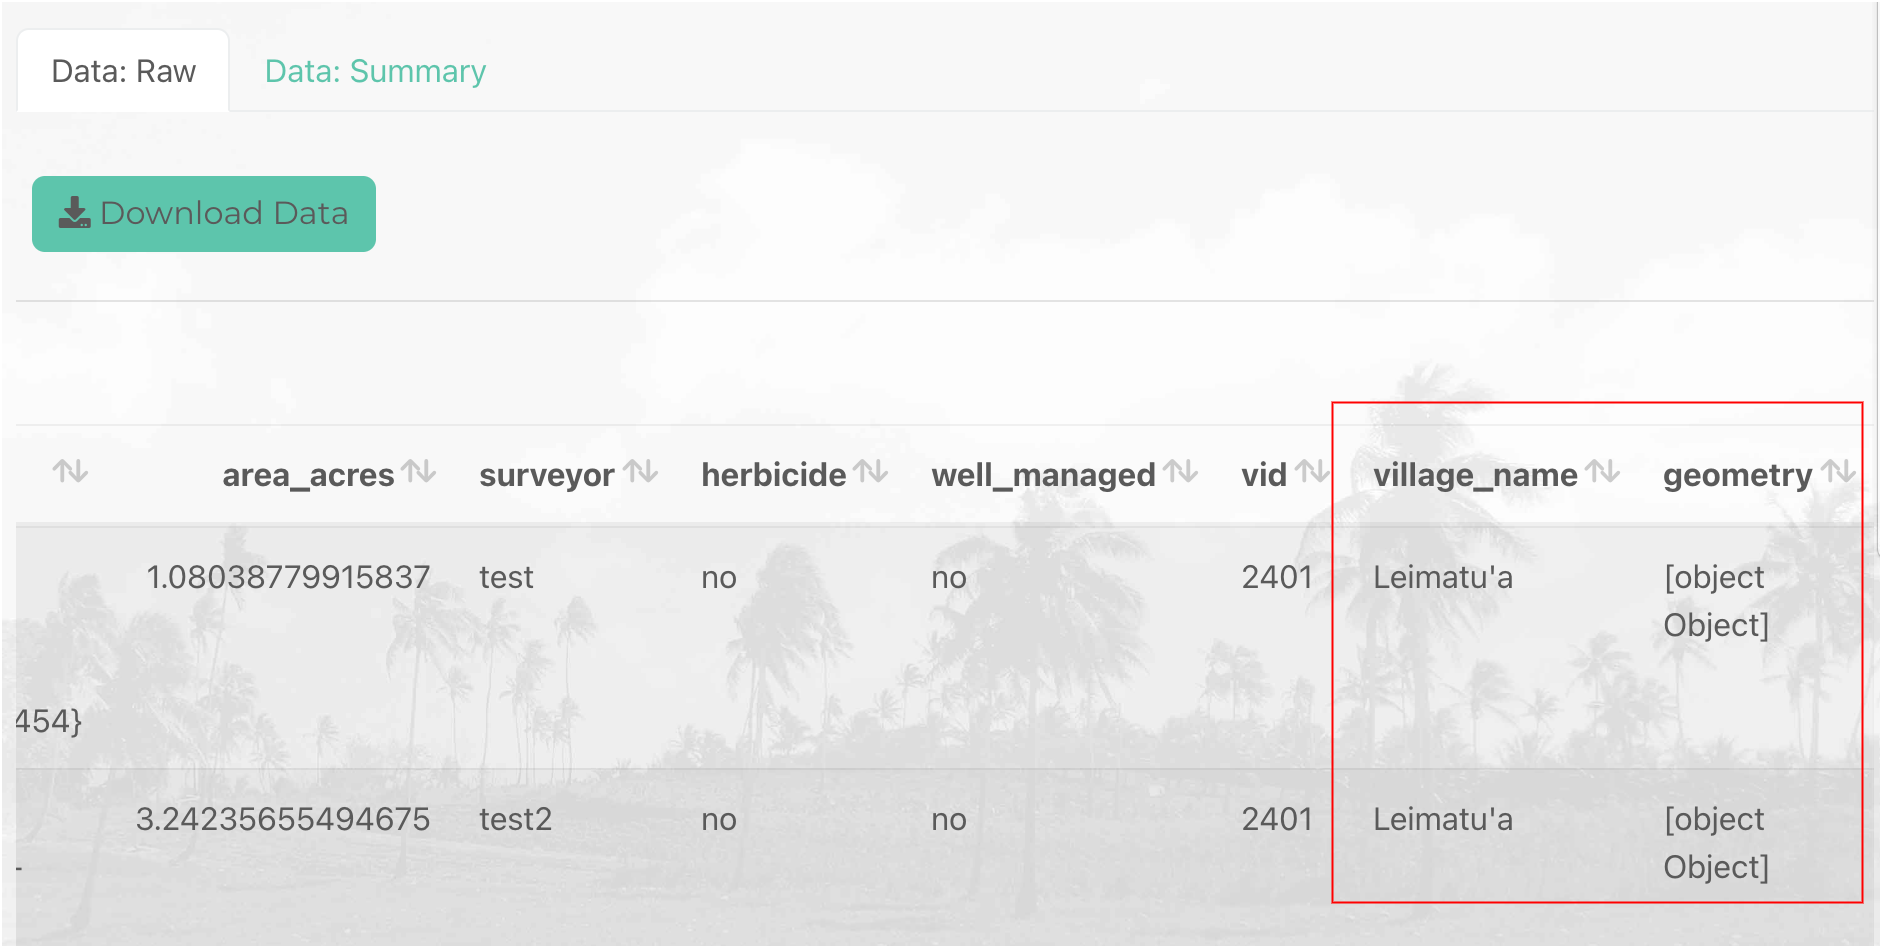 Data: Raw Data: Summary
Download Data
area_acres surveyor herbicide well_managed vid village_name geometry
1.08038779915837 test no no 2401 Leimatu'a [object
Object]
454}
3.24235655494675 test2 no no 2401 Leimatu'a [object
Object]